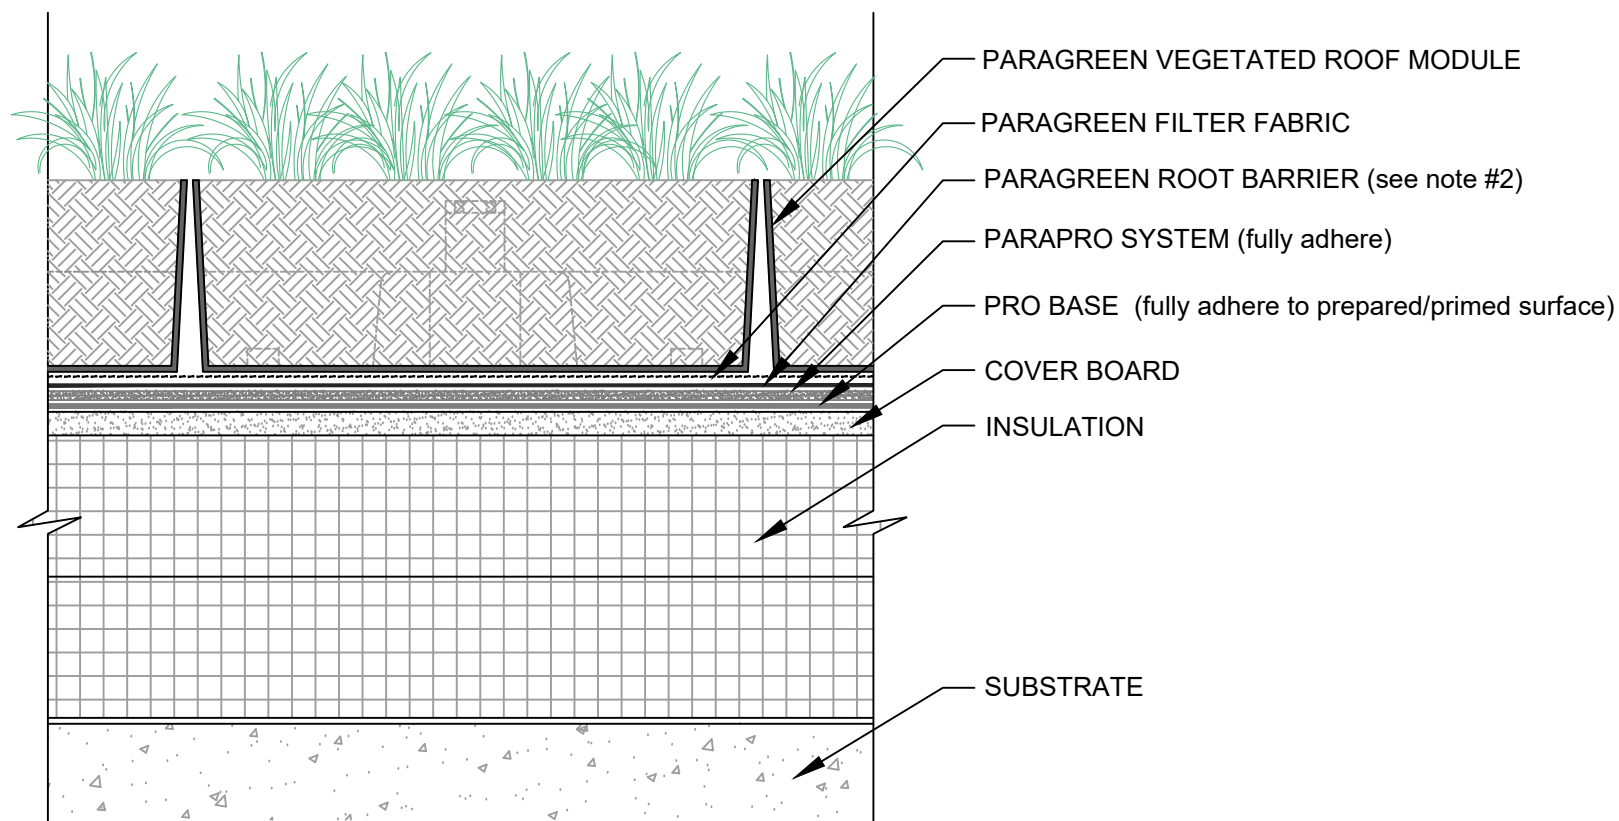 PARAGREEN VEGETATED ROOF MODULE
PARAGREEN FILTER FABRIC
PARAGREEN ROOT BARRIER (see note #2)
PARAPRO SYSTEM (fully adhere)
PRO BASE (fully adhere to prepared/primed surface)
COVER BOARD
INSULATION
SUBSTRATE